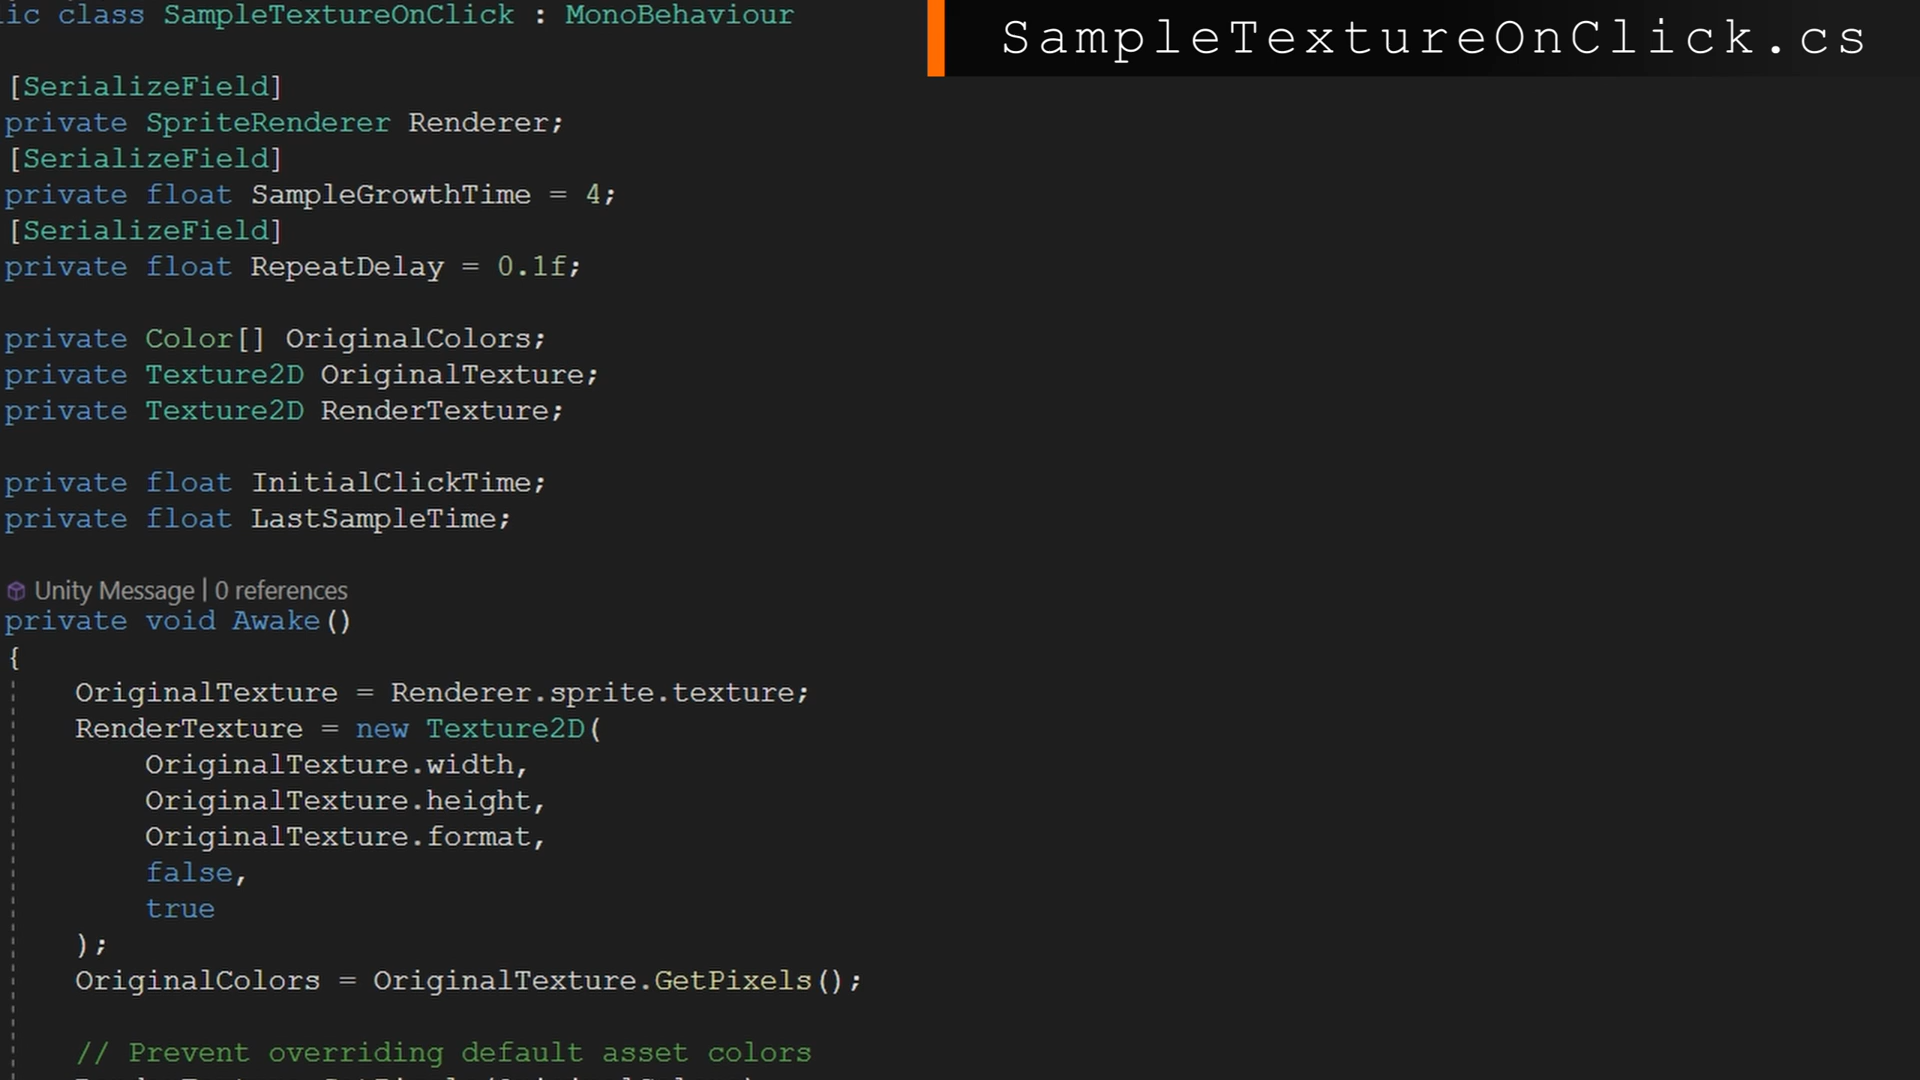 SampleTextureOnClick.cs
class SampleTextureOnClick : MonoBehaviour
[SerializeField]
private SpriteRenderer Renderer;
[SerializeField]
private float SampleGrowthTime = 4;
[SerializeField]
private float RepeatDelay = 0.1f;
private Color[] OriginalColors;
private Texture2D OriginalTexture;
private Texture2D RenderTexture;
private float InitialClickTime;
private float LastSampleTime;
Unity Message | 0 references
private void Awake()
{
OriginalTexture = Renderer.sprite.texture;
RenderTexture = new Texture2D(
OriginalTexture.width,
OriginalTexture.height,
OriginalTexture.format,
false,
true
);
OriginalColors = OriginalTexture.GetPixels();
// Prevent overriding default asset colors